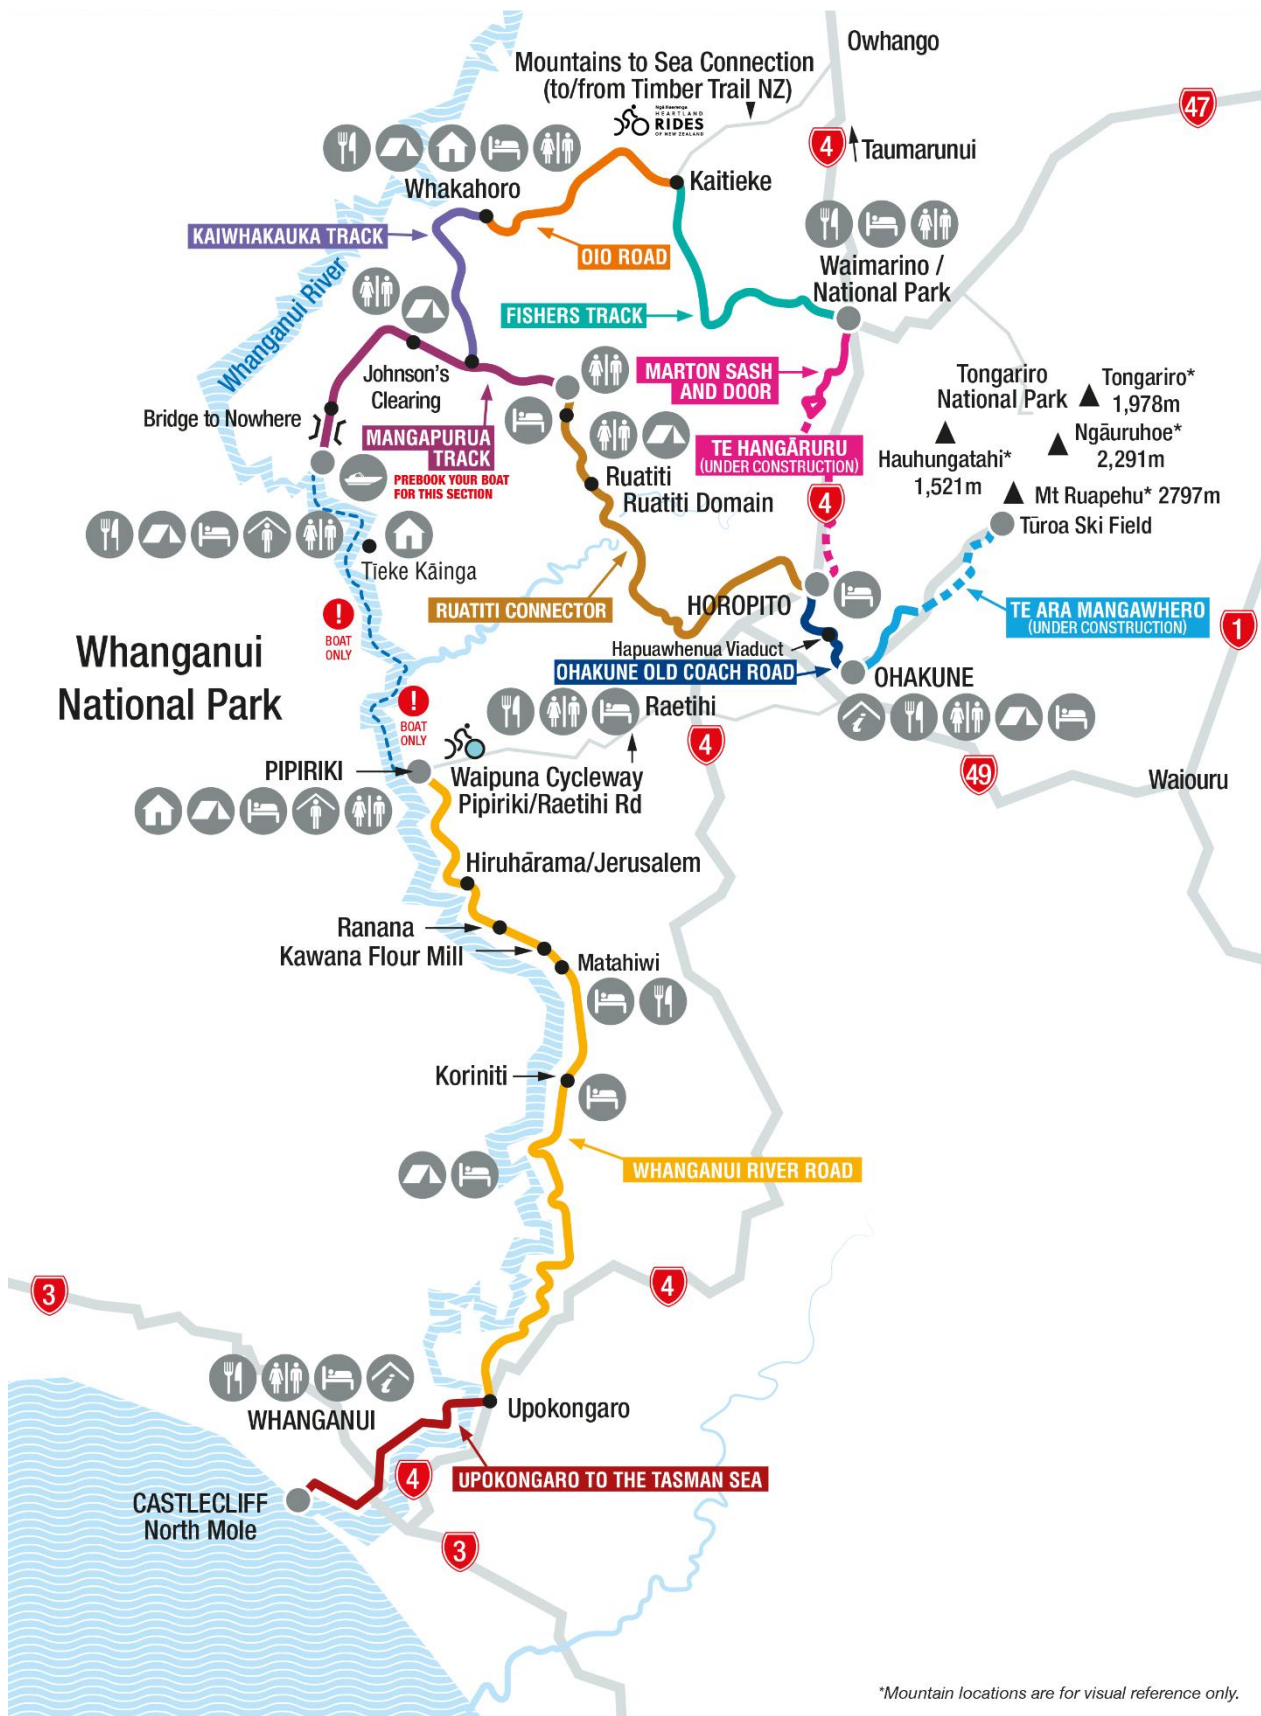 Owhango
Mountains to Sea Connection
(to/from Timber Trail NZ)
Ngā Haerenga
HEARTLAND
RIDES
OF NEW ZEALAND
47
4
Taumarunui
Whakahoro
Kaitieke
KAIWHAKAUKA TRACK
OIO ROAD
Waimarino /
National Park
Whanganui River
FISHERS TRACK
MARTON SASH
AND DOOR
Johnson's
Clearing
Tongariro
National Park
Tongariro*
1,978m
Bridge to Nowhere
MANGAPURUA
TRACK
TE HANGĀRURU
(UNDER CONSTRUCTION)
Ngāuruhoe*
2,291m
Hauhungatahi*
1,521m
PREBOOK YOUR BOAT
FOR THIS SECTION
Ruatiti
Ruatiti Domain
4
Mt Ruapehu* 2797m
Tūroa Ski Field
Tieke Kāinga
RUATITI CONNECTOR
HOROPITO
TE ARA MANGAWHERO
(UNDER CONSTRUCTION)
1
!
BOAT
ONLY
Whanganui
National Park
Hapuawhenua Viaduct
OHAKUNE OLD COACH ROAD
OHAKUNE
!
BOAT
ONLY
Raetihi
i
4
49
PIPIRIKI
Waipuna Cycleway
Pipiriki/Raetihi Rd
Waiouru
Hiruhārama/Jerusalem
Ranana
Kawana Flour Mill
Matahiwi
Koriniti
WHANGANUI RIVER ROAD
3
4
i
WHANGANUI
Upokongaro
4
UPOKONGARO TO THE TASMAN SEA
CASTLECLIFF
North Mole
3
*Mountain locations are for visual reference only.